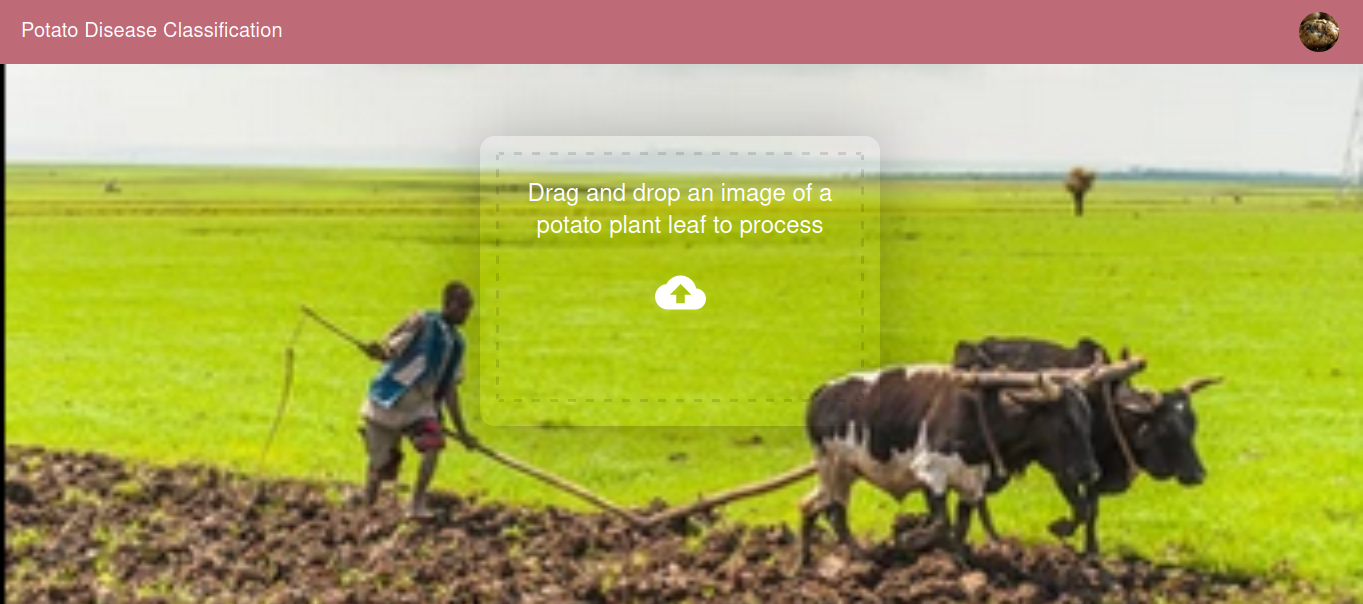 Potato Disease Classification
Drag and drop an image of a
potato plant leaf to process